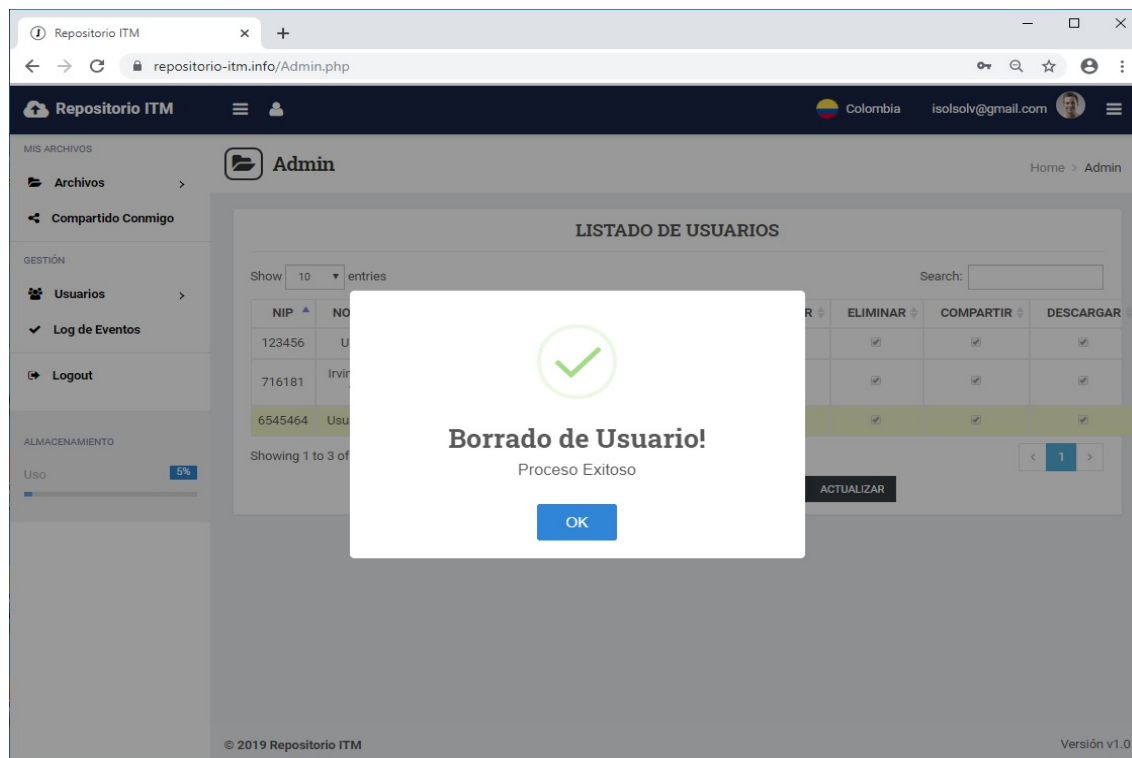 Repositorio ITM
repositorio-itm.info/Admin.php
Repositorio ITM
Colombia isolsolv@gmail.com
MIS ARCHIVOS
Archivos
Compartido Conmigo
GESTIÓN
Usuarios
Log de Eventos
Logout
ALMACENAMIENTO
Uso 5%
Admin
Home > Admin
LISTADO DE USUARIOS
Show 10 entries Search:
NIP NO R ELIMINAR COMPARTIR DESCARGAR
123456 U
716181 Irvin
6545464 Usu
Showing 1 to 3 of
< 1 >
ACTUALIZAR
Borrado de Usuario!
Proceso Exitoso
OK
© 2019 Repositorio ITM Versión v1.0